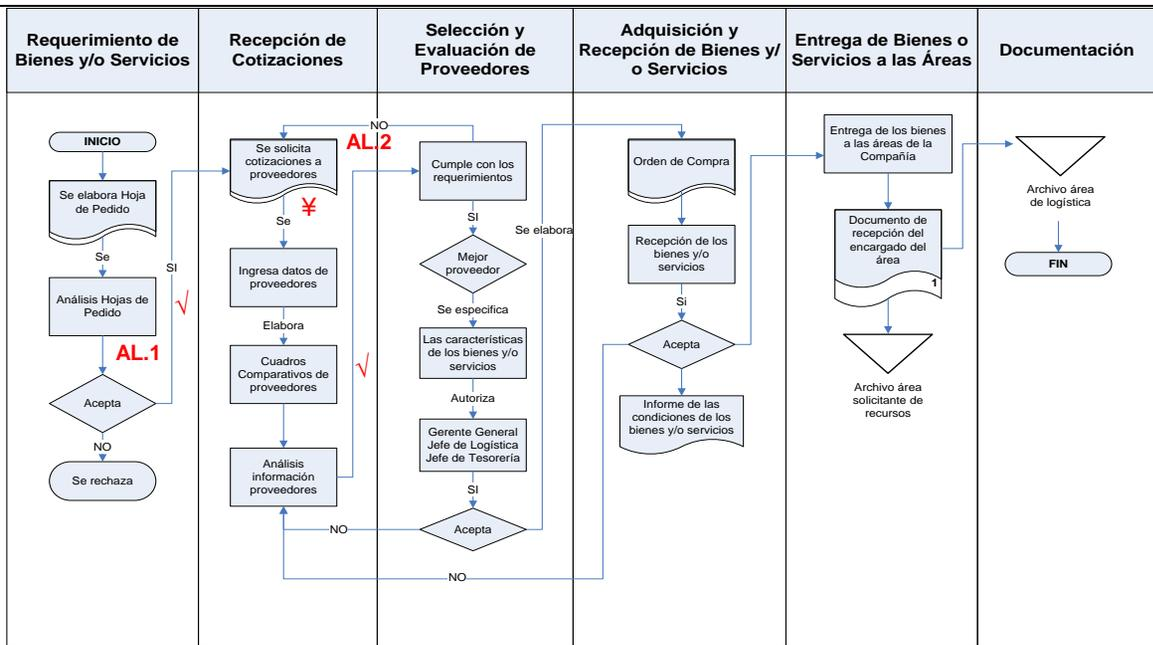 Requerimiento de
Bienes y/o Servicios
Recepción de
Cotizaciones
Selección y
Evaluación de
Proveedores
Adquisición y
Recepción de Bienes y/
o Servicios
Entrega de Bienes o
Servicios a las Áreas
Documentación
INICIO
Se elabora Hoja
de Pedido
Se
Análisis Hojas de
Pedido
AL.1
Acepta
NO
Se rechaza
SI
√
Se solicita
cotizaciones a
proveedores
NO
AL.2
¥
Se
Ingresa datos de
proveedores
Elabora
Cuadros
Comparativos de
proveedores
√
Análisis
información
proveedores
Cumple con los
requerimientos
SI
Mejor
proveedor
Se especifica
Las características
de los bienes y/o
servicios
Autoriza
Gerente General
Jefe de Logística
Jefe de Tesorería
SI
Acepta
NO
NO
Se elabora
Orden de Compra
Recepción de los
bienes y/o
servicios
Si
Acepta
Informe de las
condiciones de los
bienes y/o servicios
Entrega de los bienes
a las áreas de la
Compañía
Documento de
recepción del
encargado del
área
1
Archivo área
solicitante de
recursos
Archivo área
de logística
FIN